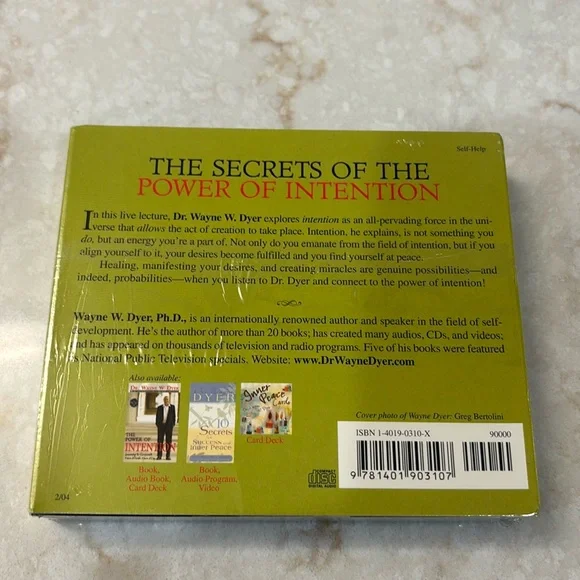 Self-Help
THE SECRETS OF THE
POWER OF INTENTION
In this live lecture, Dr. Wayne W. Dyer explores intention as an all-pervading force in the uni-
verse that allows the act of creation to take place. Intention, he explains, is not something you
do, but an energy you're a part of. Not only do you emanate from the field of intention, but if you
align yourself to it, your desires become fulfilled and you find yourself at peace.
Healing, manifesting your desires, and creating miracles are genuine possibilities—and
indeed, probabilities—when you listen to Dr. Dyer and connect to the power of intention!
Wayne W. Dyer, Ph.D., is an internationally renowned author and speaker in the field of self-
development. He's the author of more than 20 books; has created many audios, CDs, and videos;
and has appeared on thousands of television and radio programs. Five of his books were featured
as National Public Television specials. Website: www.DrWayneDyer.com
Also available:
Dr. Wayne W. Dyer
THE
POWER OF
INTENTION
Book,
Audio Book,
Card Deck
DYER
10
Secrets
SUCCESS and
Inner Peace
Book,
Audio Program,
Video
Inner
Peace
Cards
Card Deck
Cover photo of Wayne Dyer: Greg Bertolini
ISBN 1-4019-0310-X
90000
9 781401 903107
COMPACT
disc
DIGITAL AUDIO
2/04